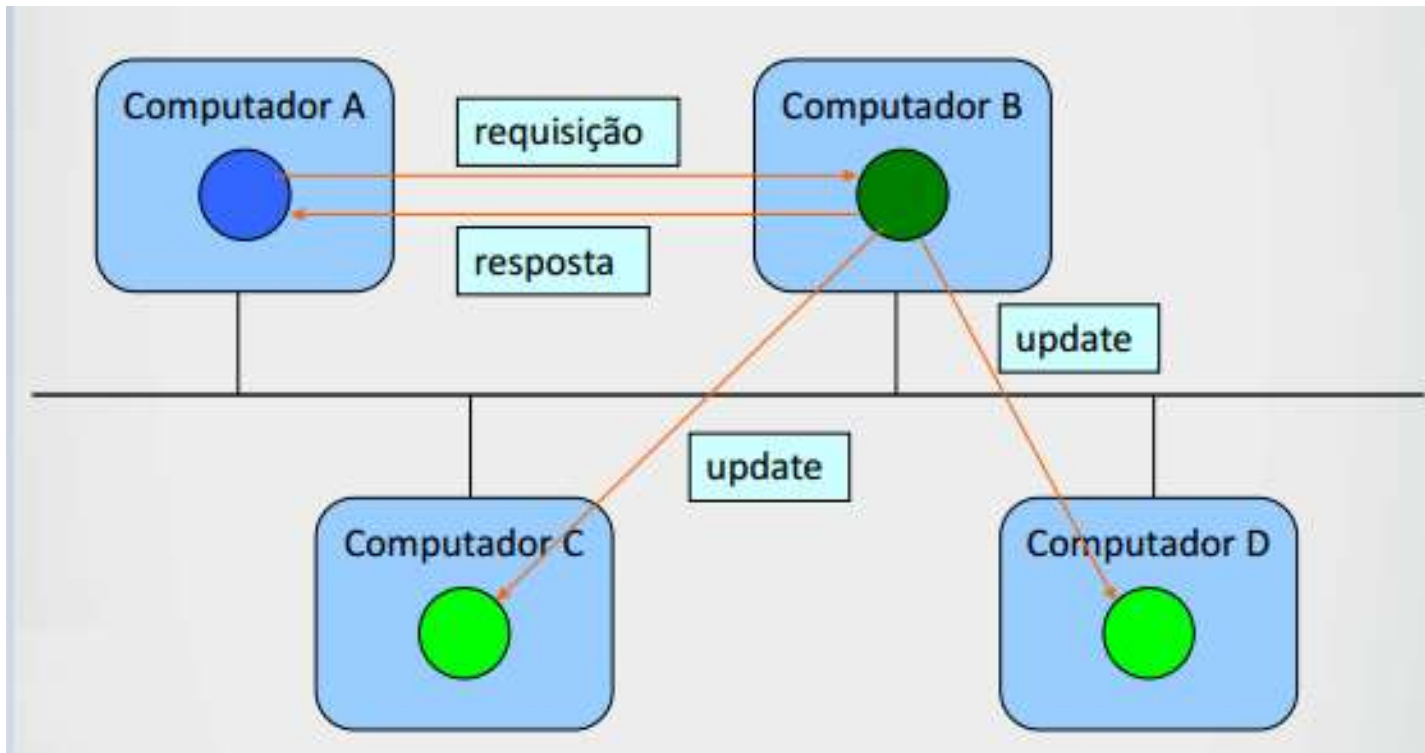 Computador A
requisição
resposta
Computador B
update
update
Computador C
Computador D